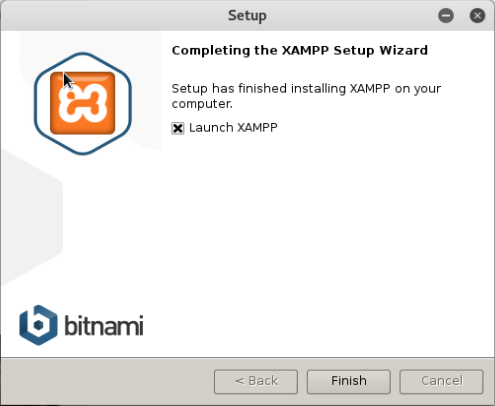 Setup
Completing the XAMPP Setup Wizard
Setup has finished installing XAMPP on your
computer.
Launch XAMPP
bitnami
< Back
Finish
Cancel